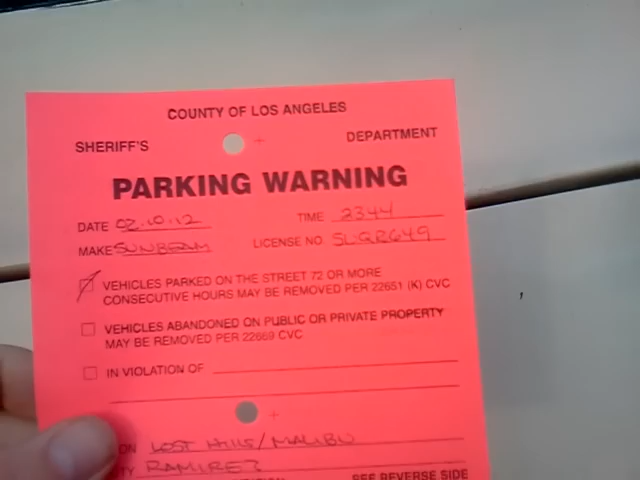 COUNTY OF LOS ANGELES
SHERIFF'S DEPARTMENT
PARKING WARNING
DATE 02.10.12 TIME 2344
MAKE SUNBEAM LICENSE NO. SLGR649
VEHICLES PARKED ON THE STREET 72 OR MORE
CONSECUTIVE HOURS MAY BE REMOVED PER 22651 (K) CVC
VEHICLES ABANDONED ON PUBLIC OR PRIVATE PROPERTY
MAY BE REMOVED PER 22669 CVC
IN VIOLATION OF
ON LOST HILLS/MALIBU
TY RAMIREZ
SEE REVERSE SIDE